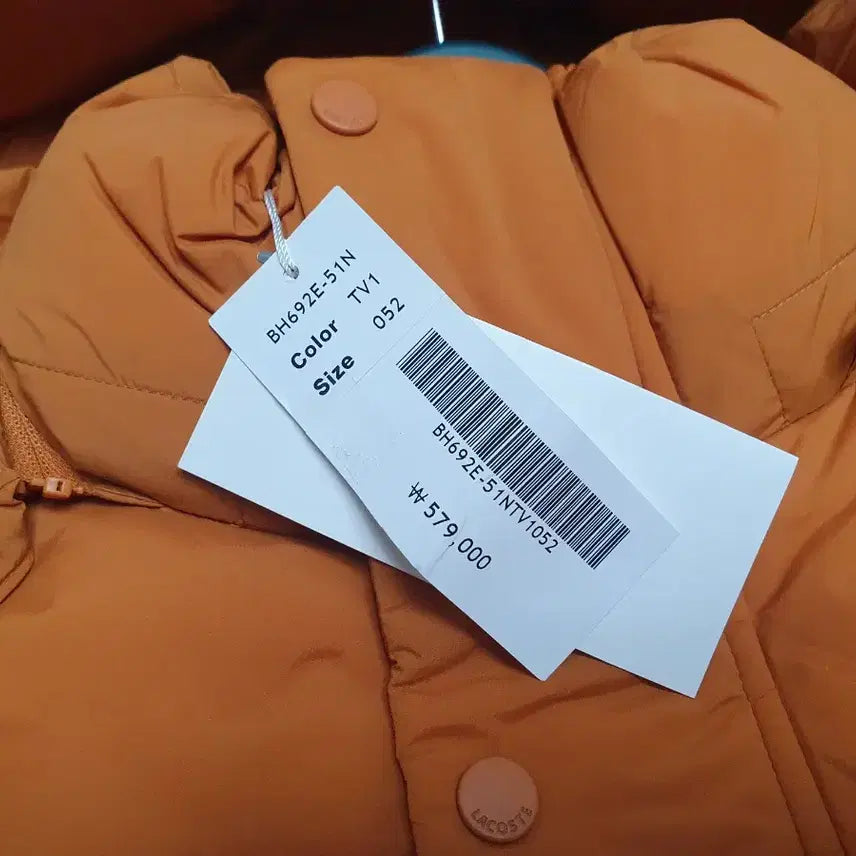 BH692E-51N
Color TV1
Size 052
BH692E-51NTV1052
₩579,000
LACOSTE